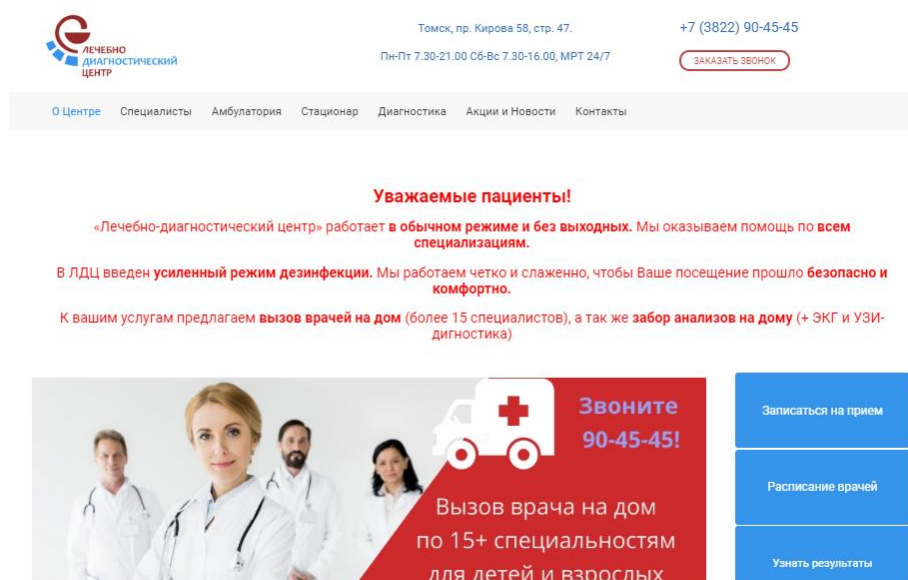 ЛЕЧЕБНО
ДИАГНОСТИЧЕСКИЙ
ЦЕНТР
Томск, пр. Кирова 58, стр. 47.
Пн-Пт 7.30-21.00 Сб-Вс 7.30-16.00, МРТ 24/7
+7 (3822) 90-45-45
ЗАКАЗАТЬ ЗВОНОК
О Центре Специалисты Амбулатория Стационар Диагностика Акции и Новости Контакты
Уважаемые пациенты!
«Лечебно-диагностический центр» работает в обычном режиме и без выходных. Мы оказываем помощь по всем
специализациям.
В ЛДЦ введен усиленный режим дезинфекции. Мы работаем четко и слаженно, чтобы Ваше посещение прошло безопасно и
комфортно.
К вашим услугам предлагаем вызов врачей на дом (более 15 специалистов), а так же забор анализов на дому (+ ЭКГ и УЗИ-
дигностика)
Звоните
90-45-45!
Вызов врача на дом
по 15+ специальностям
для детей и взрослых
Записаться на прием
Расписание врачей
Узнать результаты